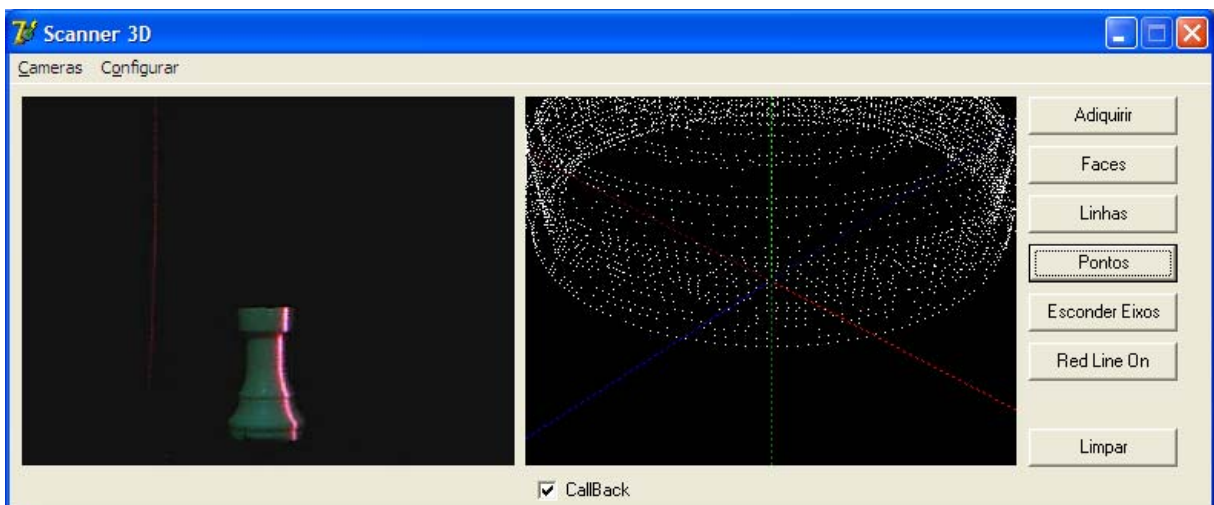 Scanner 3D
Cameras Configurar
Adiquirir
Faces
Linhas
Pontos
Esconder Eixos
Red Line On
Limpar
CallBack